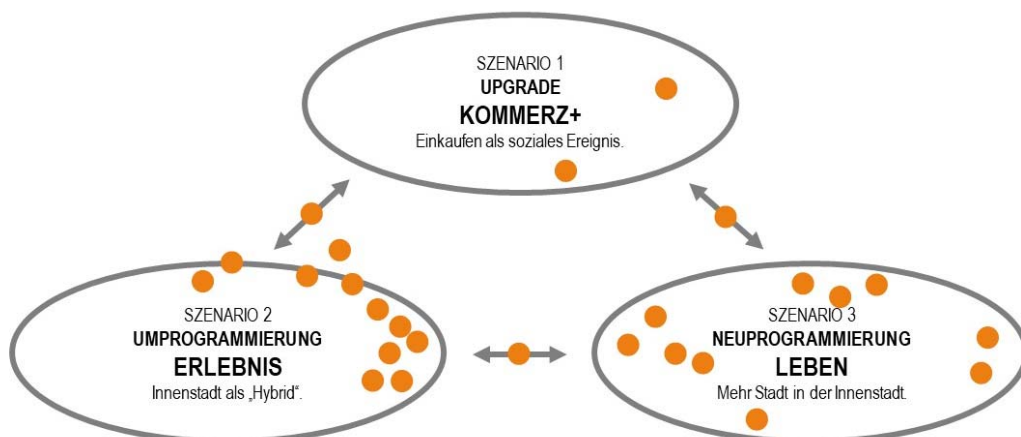 SZENARIO 1
UPGRADE
KOMMERZ+
Einkaufen als soziales Ereignis.
SZENARIO 2
UMPROGRAMMIERUNG
ERLEBNIS
Innenstadt als „Hybrid“.
SZENARIO 3
NEUPROGRAMMIERUNG
LEBEN
Mehr Stadt in der Innenstadt.